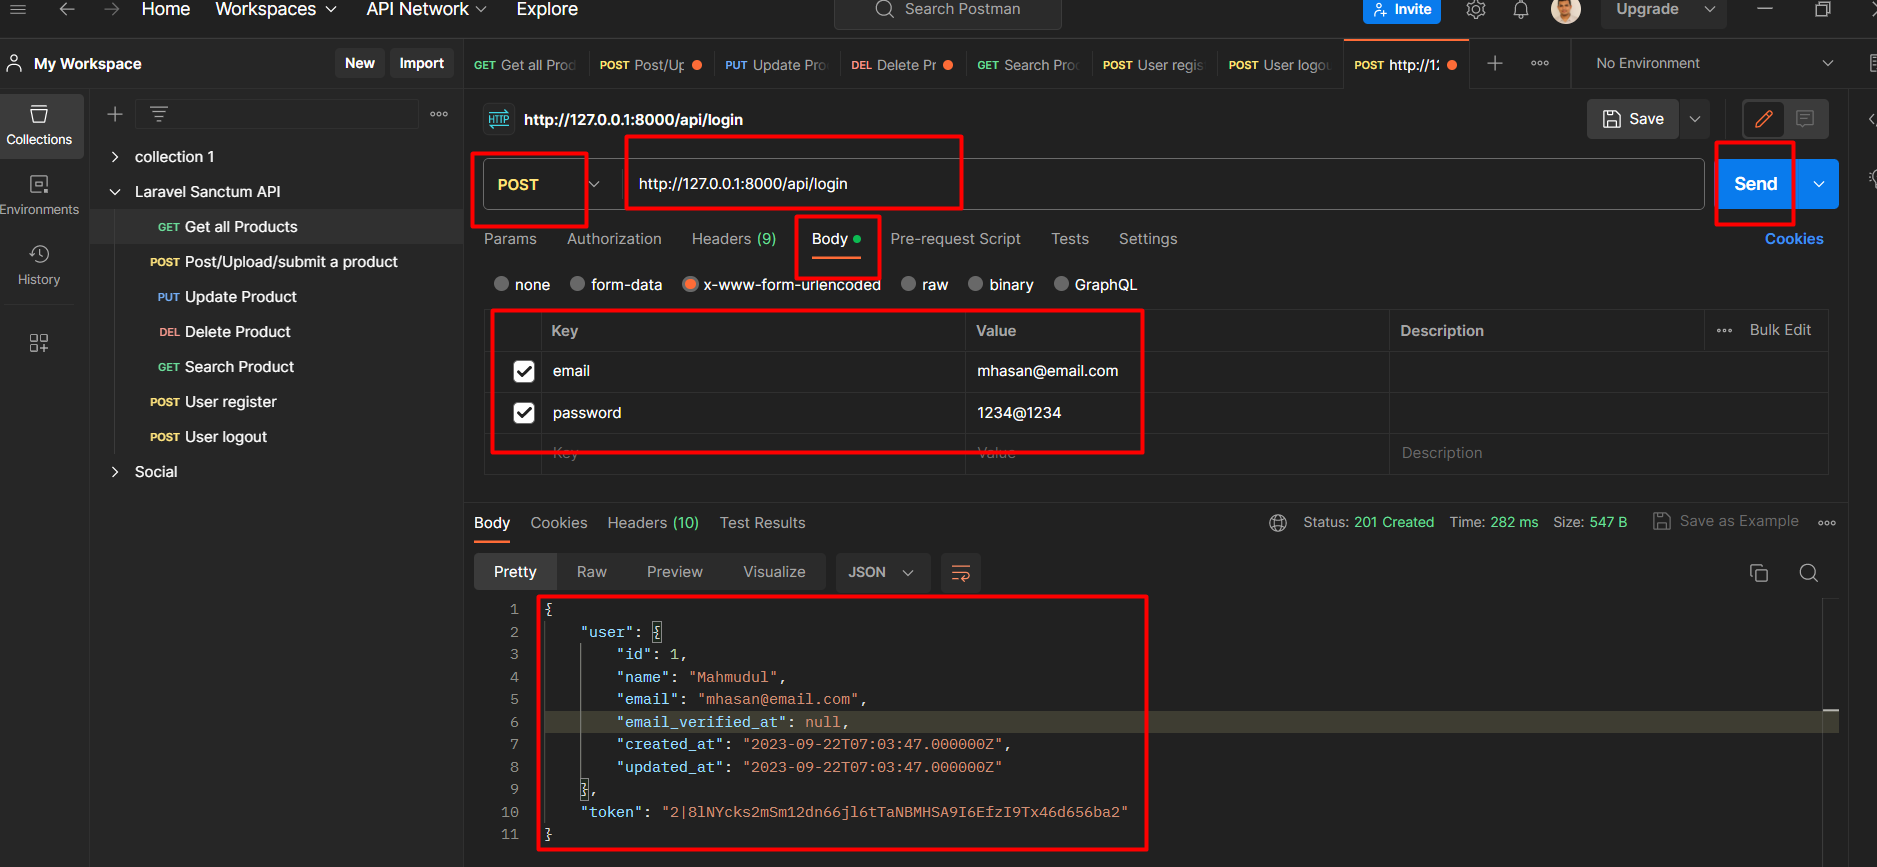 Home Workspaces API Network Explore Search Postman Invite Upgrade
My Workspace New Import
GET Get all Prod POST Post/Up PUT Update Pro DEL Delete Pr GET Search Pro POST User regis POST User logou POST http://12 No Environment
Collections
Environments
History
collection 1
Laravel Sanctum API
GET Get all Products
POST Post/Upload/submit a product
PUT Update Product
DEL Delete Product
GET Search Product
POST User register
POST User logout
Social
HTTP http://127.0.0.1:8000/api/login Save
POST http://127.0.0.1:8000/api/login Send
Params Authorization Headers (9) Body Pre-request Script Tests Settings Cookies
none form-data x-www-form-urlencoded raw binary GraphQL
Key Value Description Bulk Edit
email mhasan@email.com
password 1234@1234
Key Value Description
Body Cookies Headers (10) Test Results Status: 201 Created Time: 282 ms Size: 547 B Save as Example
Pretty Raw Preview Visualize JSON
1 {
2 "user": {
3 "id": 1,
4 "name": "Mahmudul",
5 "email": "mhasan@email.com",
6 "email_verified_at": null,
7 "created_at": "2023-09-22T07:03:47.000000Z",
8 "updated_at": "2023-09-22T07:03:47.000000Z"
9 },
10 "token": "2|8lNYcks2mSm12dn66jl6tTaNBMHSA9I6EfzI9Tx46d656ba2"
11 }